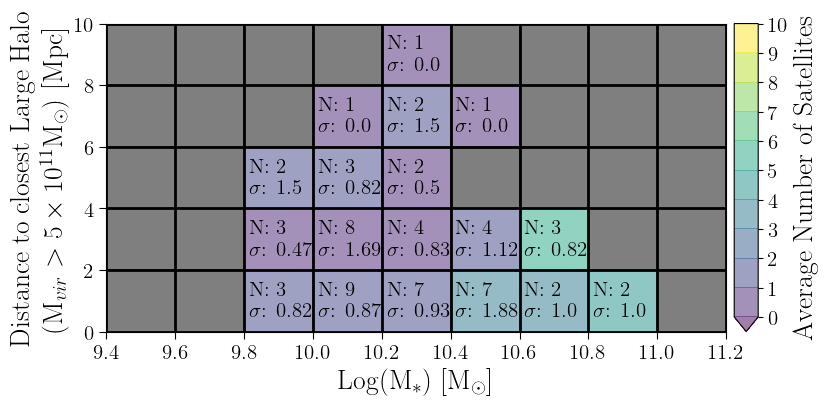 Distance to closest Large Halo
(M_vir > 5 × 10^11 M_⊙) [Mpc]
10
8
6
4
2
0
N: 1
σ: 0.0
N: 1
σ: 0.0
N: 2
σ: 1.5
N: 1
σ: 0.0
N: 2
σ: 1.5
N: 3
σ: 0.82
N: 2
σ: 0.5
N: 3
σ: 0.47
N: 8
σ: 1.69
N: 4
σ: 0.83
N: 4
σ: 1.12
N: 3
σ: 0.82
N: 3
σ: 0.82
N: 9
σ: 0.87
N: 7
σ: 0.93
N: 7
σ: 1.88
N: 2
σ: 1.0
N: 2
σ: 1.0
9.4 9.6 9.8 10.0 10.2 10.4 10.6 10.8 11.0 11.2
Log(M_*) [M_⊙]
10
9
8
7
6
5
4
3
2
1
0
Average Number of Satellites